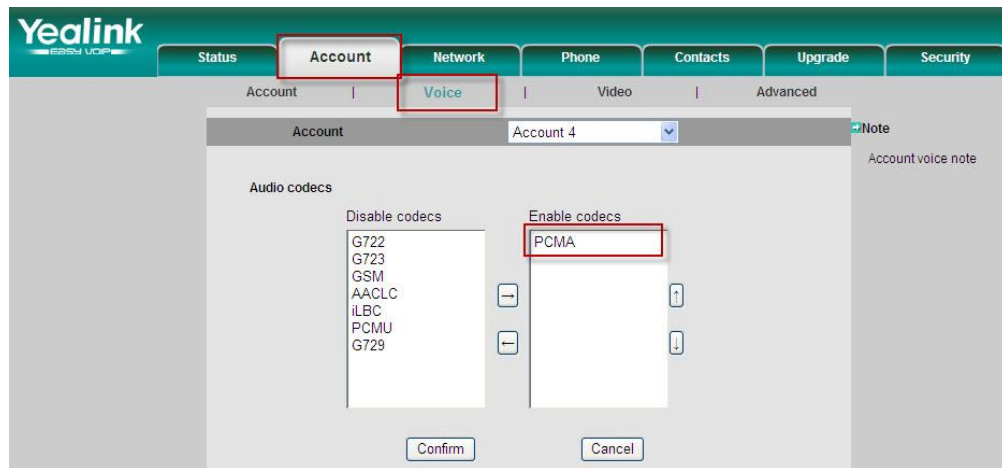 Yealink
EASY VOIP
Status Account Network Phone Contacts Upgrade Security
Account | Voice | Video | Advanced
Account Account 4
Note
Account voice note
Audio codecs
Disable codecs Enable codecs
G722 PCMA
G723
GSM
AACLC
iLBC
PCMU
G729
→ ↑
← ↓
Confirm Cancel